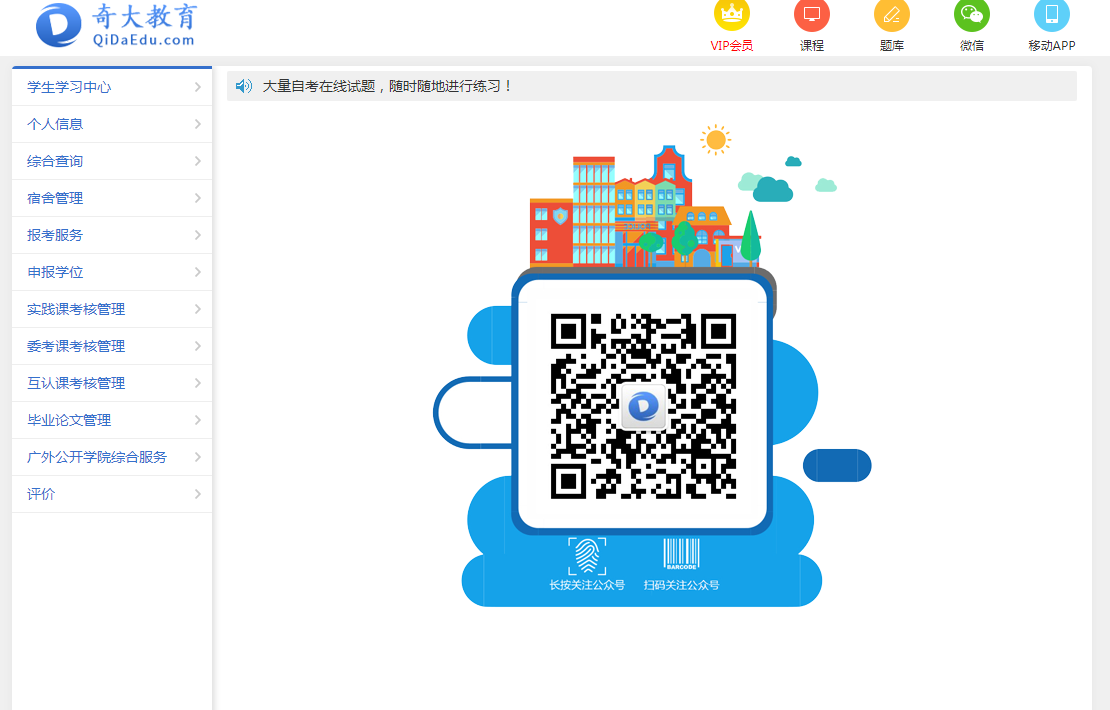 奇大教育
QiDaEdu.com
VIP会员
课程
题库
微信
移动APP
学生学习中心
个人信息
综合查询
宿舍管理
报考服务
申报学位
实践课考核管理
委考课考核管理
互认课考核管理
毕业论文管理
广外公开学院综合服务
评价
大量自考在线试题，随时随地进行练习！
BARCODE
长按关注公众号
扫码关注公众号